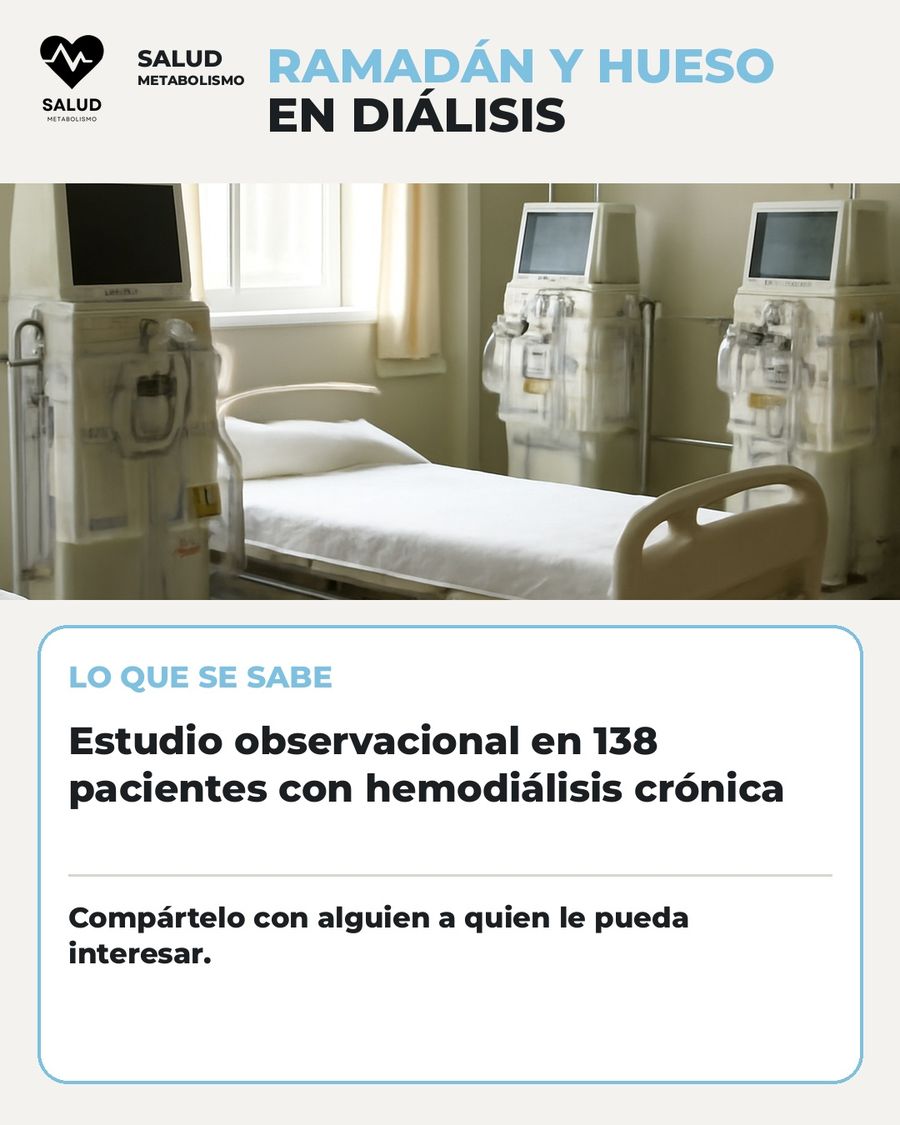 SALUD
METABOLISMO
SALUD
METABOLISMO
RAMADÁN Y HUESO
EN DIÁLISIS
LO QUE SE SABE
Estudio observacional en 138
pacientes con hemodiálisis crónica
Compártelo con alguien a quien le pueda
interesar.